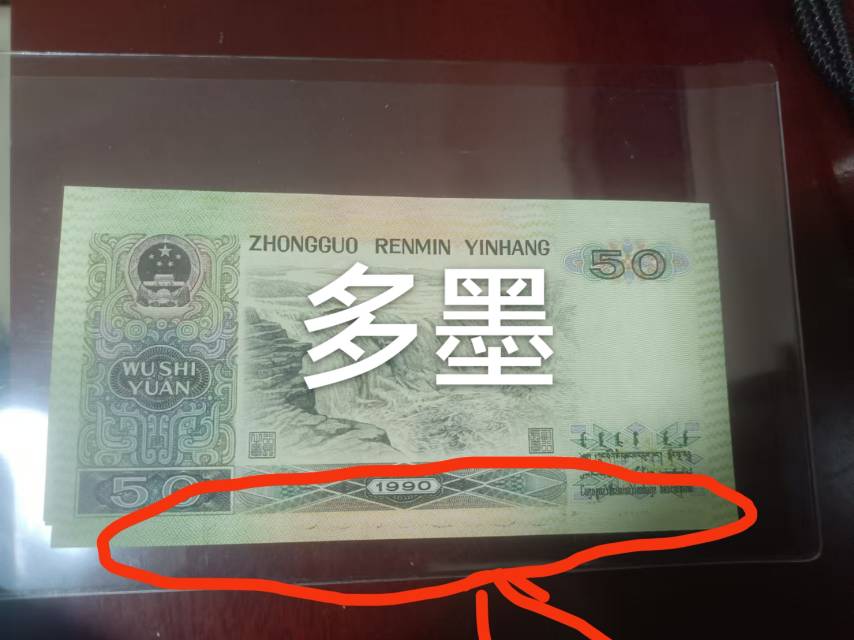 ZHONGGUO RENMIN YINHANG
50
多墨
WU SHI
YUAN
50
1990